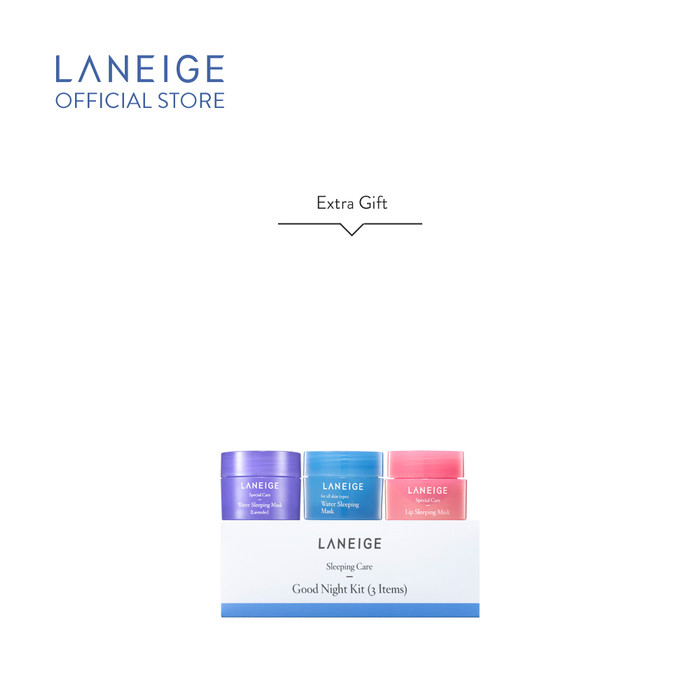 LANEIGE
OFFICIAL STORE
Extra Gift
LANEIGE
Special Care
Water Sleeping Mask
[Lavender]
LANEIGE
for all skin types
Water Sleeping
Mask
LANEIGE
Special Care
Lip Sleeping Mask
LANEIGE
Sleeping Care
Good Night Kit (3 Items)